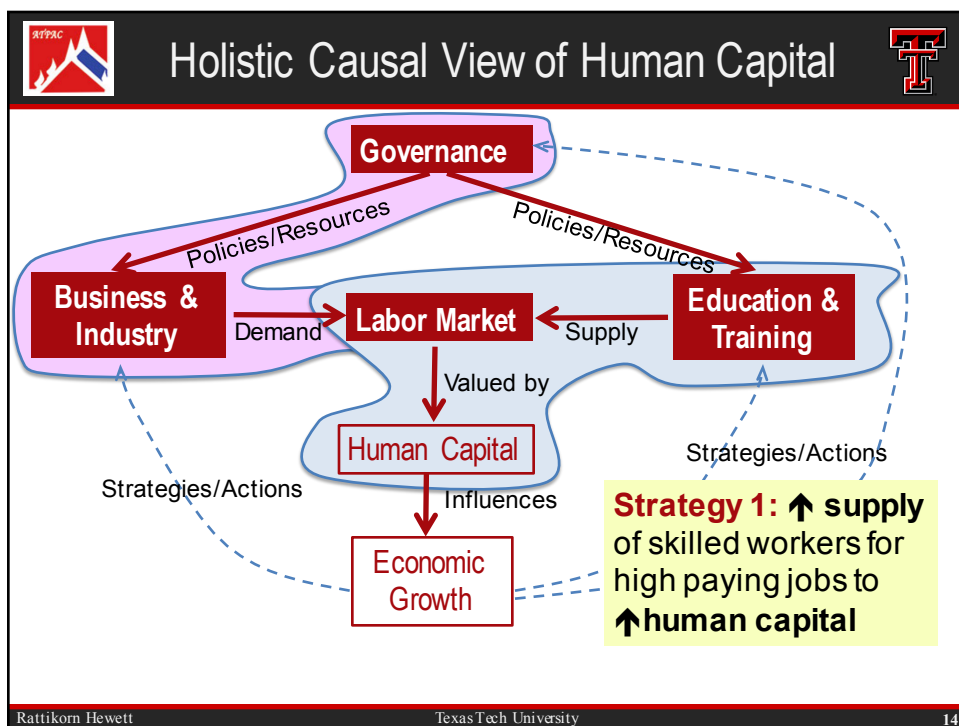 ATPAC
Holistic Causal View of Human Capital
Governance
Policies/Resources
Policies/Resources
Business &
Industry
Demand
Labor Market
Supply
Education &
Training
Valued by
Human Capital
Strategies/Actions
Strategies/Actions
Influences
Economic
Growth
Strategy 1: ↑ supply
of skilled workers for
high paying jobs to
↑human capital
Rattikorn Hewett
Texas Tech University
14